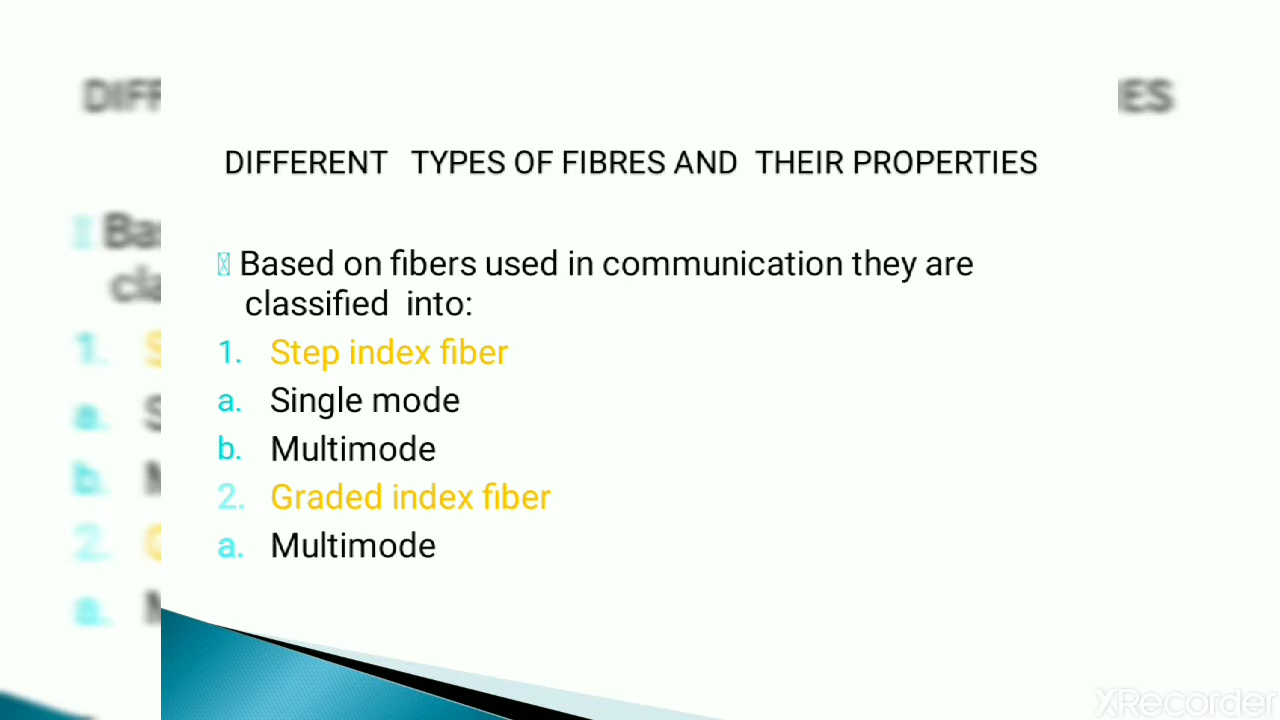 DIFFERENT TYPES OF FIBRES AND THEIR PROPERTIES
Based on fibers used in communication they are
classified into:
1. Step index fiber
a. Single mode
b. Multimode
2. Graded index fiber
a. Multimode
XRecorder